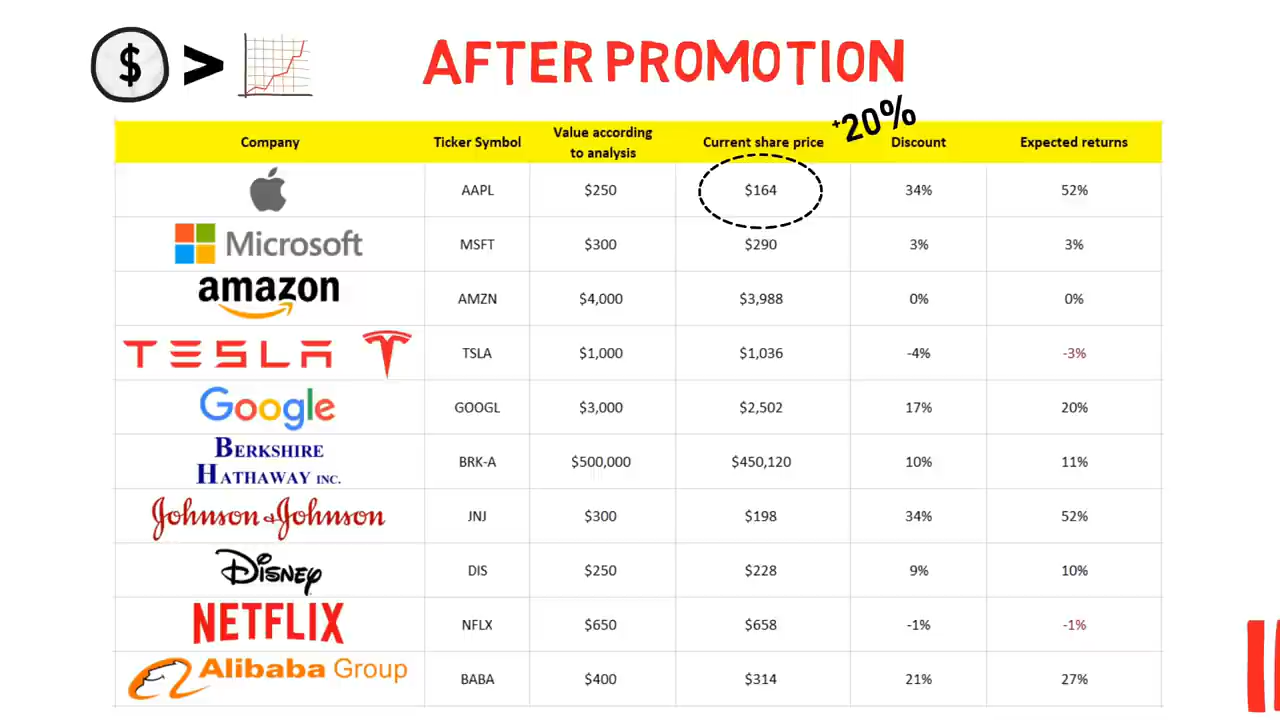 $ > AFTER PROMOTION
+20%
Company Ticker Symbol Value according to analysis Current share price Discount Expected returns
AAPL $250 $164 34% 52%
Microsoft MSFT $300 $290 3% 3%
amazon AMZN $4,000 $3,988 0% 0%
TESLA TSLA $1,000 $1,036 -4% -3%
Google GOOGL $3,000 $2,502 17% 20%
BERKSHIRE HATHAWAY INC. BRK-A $500,000 $450,120 10% 11%
Johnson & Johnson JNJ $300 $198 34% 52%
DISNEY DIS $250 $228 9% 10%
NETFLIX NFLX $650 $658 -1% -1%
Alibaba Group BABA $400 $314 21% 27%